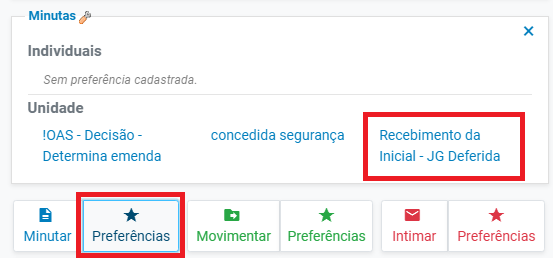 Minutas
Individuais
Sem preferência cadastrada.
Unidade
!OAS - Decisão -
Determina emenda
concedida segurança
Recebimento da
Inicial - JG Deferida
Minutar
Preferências
Movimentar
Preferências
Intimar
Preferências